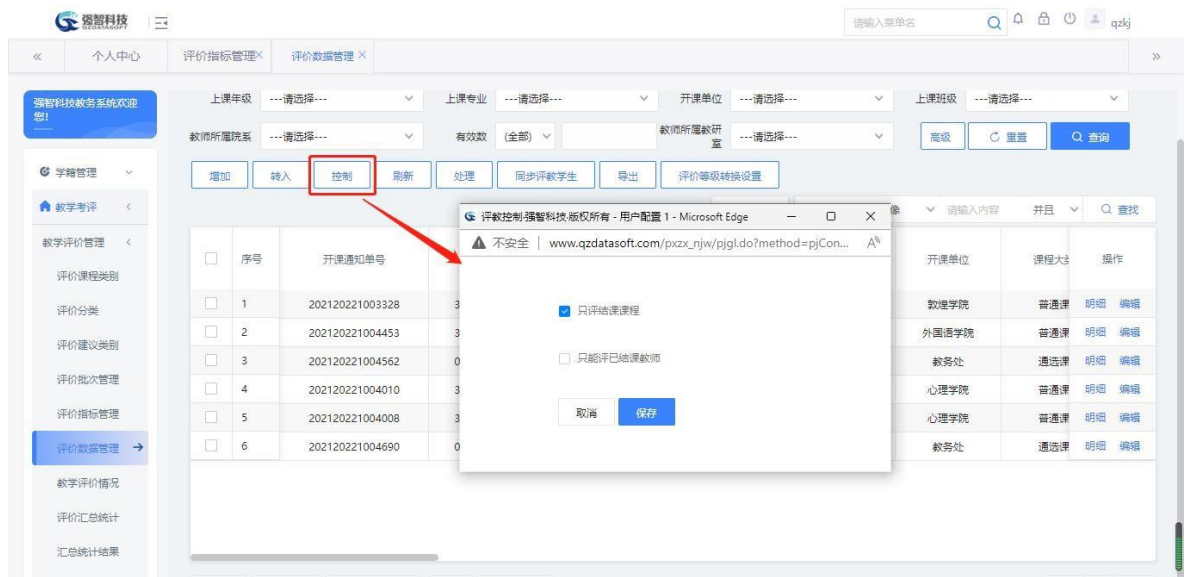 强智科技
QZDATASOFT
请输入菜单名
qzkj
«
个人中心
评价指标管理×
评价数据管理 ×
»
强智科技教务系统欢迎
您!
学籍管理
教学考评
教学评价管理
评价课程类别
评价分类
评价建议类别
评价批次管理
评价指标管理
评价数据管理
教学评价情况
评价汇总统计
汇总统计结果
上课年级 ---请选择---
上课专业 ---请选择---
开课单位 ---请选择---
上课班级 ---请选择---
教师所属院系 ---请选择---
有效数 (全部)
教师所属教研
室
---请选择---
高级 重置 查询
增加 转入 控制 刷新 处理 同步评教学生 导出 评价等级转换设置
像 请输入内容 并且 查找
序号 开课通知单号 开课单位 课程大类 操作
1 202120221003328 3 敦煌学院 普通课 明细 编辑
2 202120221004453 3 外国语学院 普通课 明细 编辑
3 202120221004562 0 教务处 通选课 明细 编辑
4 202120221004010 3 心理学院 普通课 明细 编辑
5 202120221004008 3 心理学院 普通课 明细 编辑
6 202120221004690 0 教务处 通选课 明细 编辑
评教控制-强智科技-版权所有 - 用户配置 1 - Microsoft Edge
不安全 | www.qzdatasoft.com/pxzx_njw/pjgl.do?method=pjCon...
只评结课课程
只能评已结课教师
取消 保存